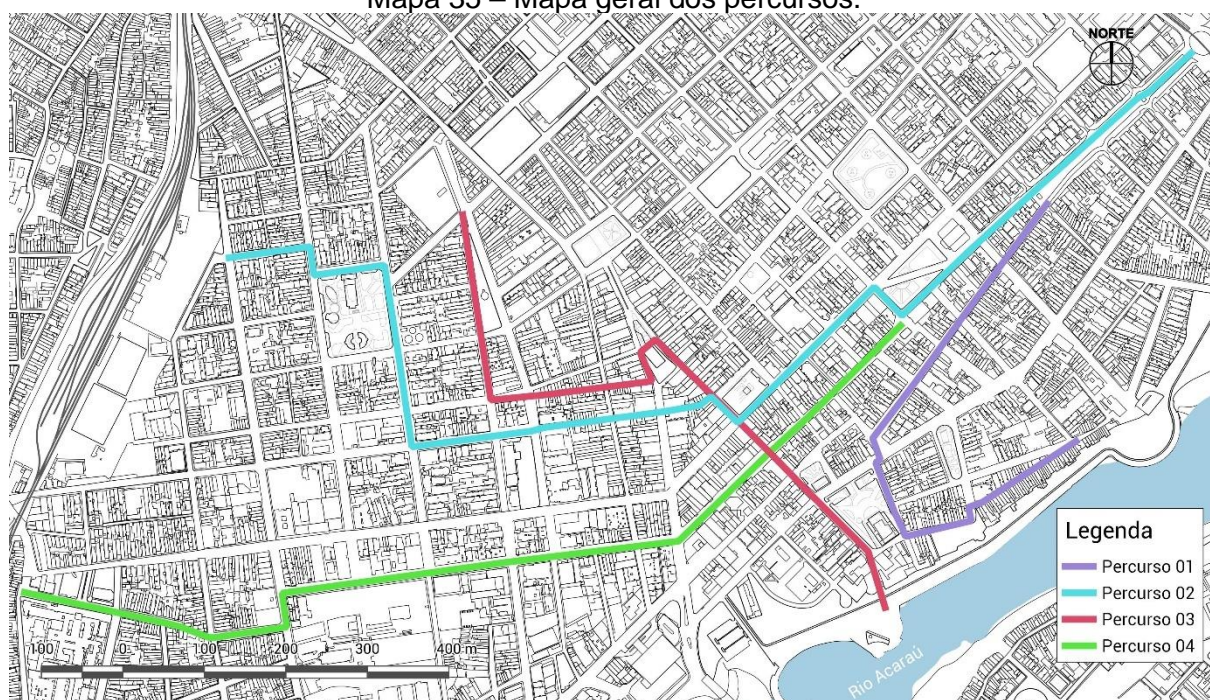 Mapa 35 – Mapa geral dos percursos.
NORTE
Legenda
Percurso 01
Percurso 02
Percurso 03
Percurso 04
100 0 100 200 300 400 m
Rio Acaraú